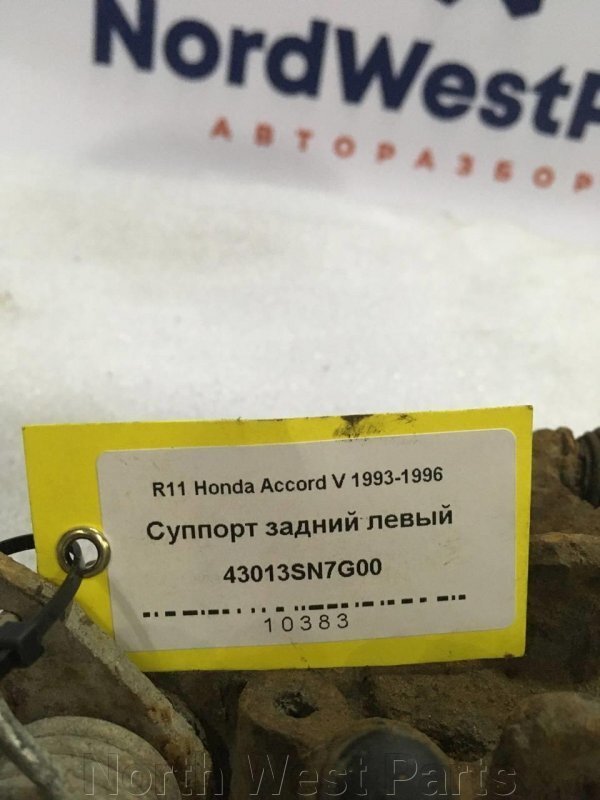 NordWestP
АВТОРАЗБОР
R11 Honda Accord V 1993-1996
Суппорт задний левый
43013SN7G00
10383
North West Parts